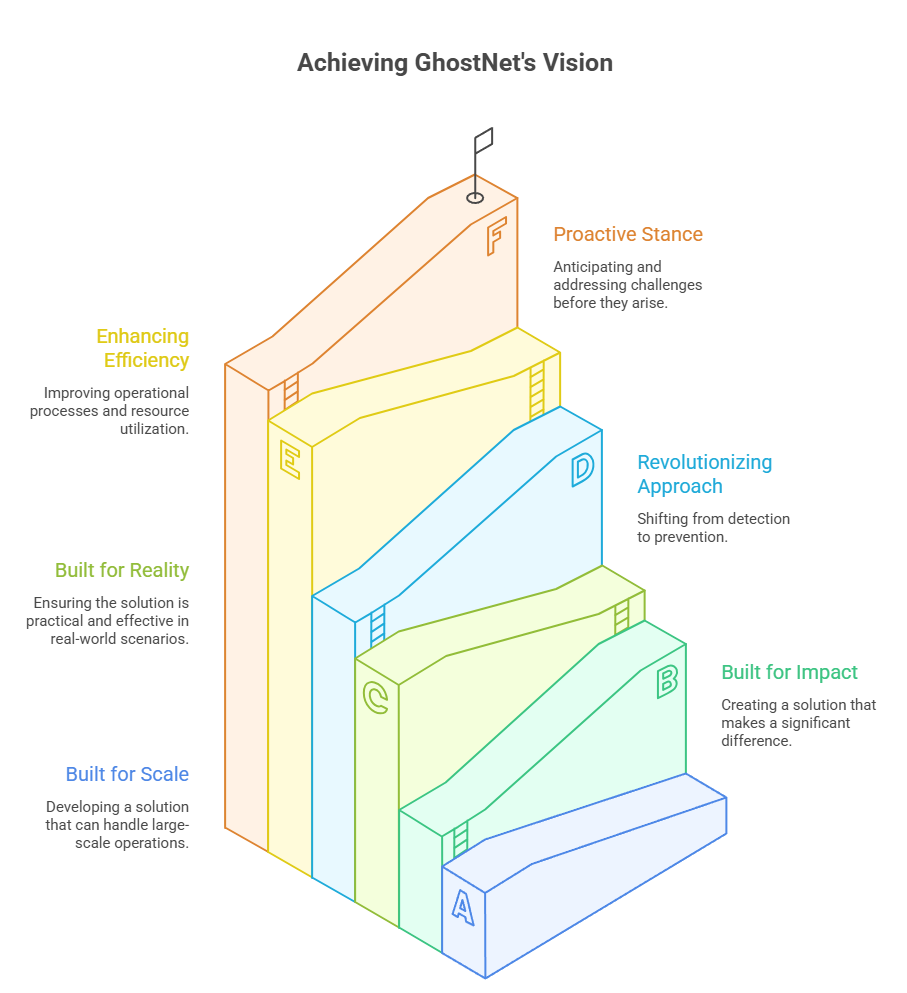 Achieving GhostNet's Vision
F
Proactive Stance
Anticipating and
addressing challenges
before they arise.
Enhancing
Efficiency
Improving operational
processes and resource
utilization.
E
D
Revolutionizing
Approach
Shifting from detection
to prevention.
Built for Reality
Ensuring the solution is
practical and effective in
real-world scenarios.
C
B
Built for Impact
Creating a solution that
makes a significant
difference.
Built for Scale
Developing a solution
that can handle large-
scale operations.
A